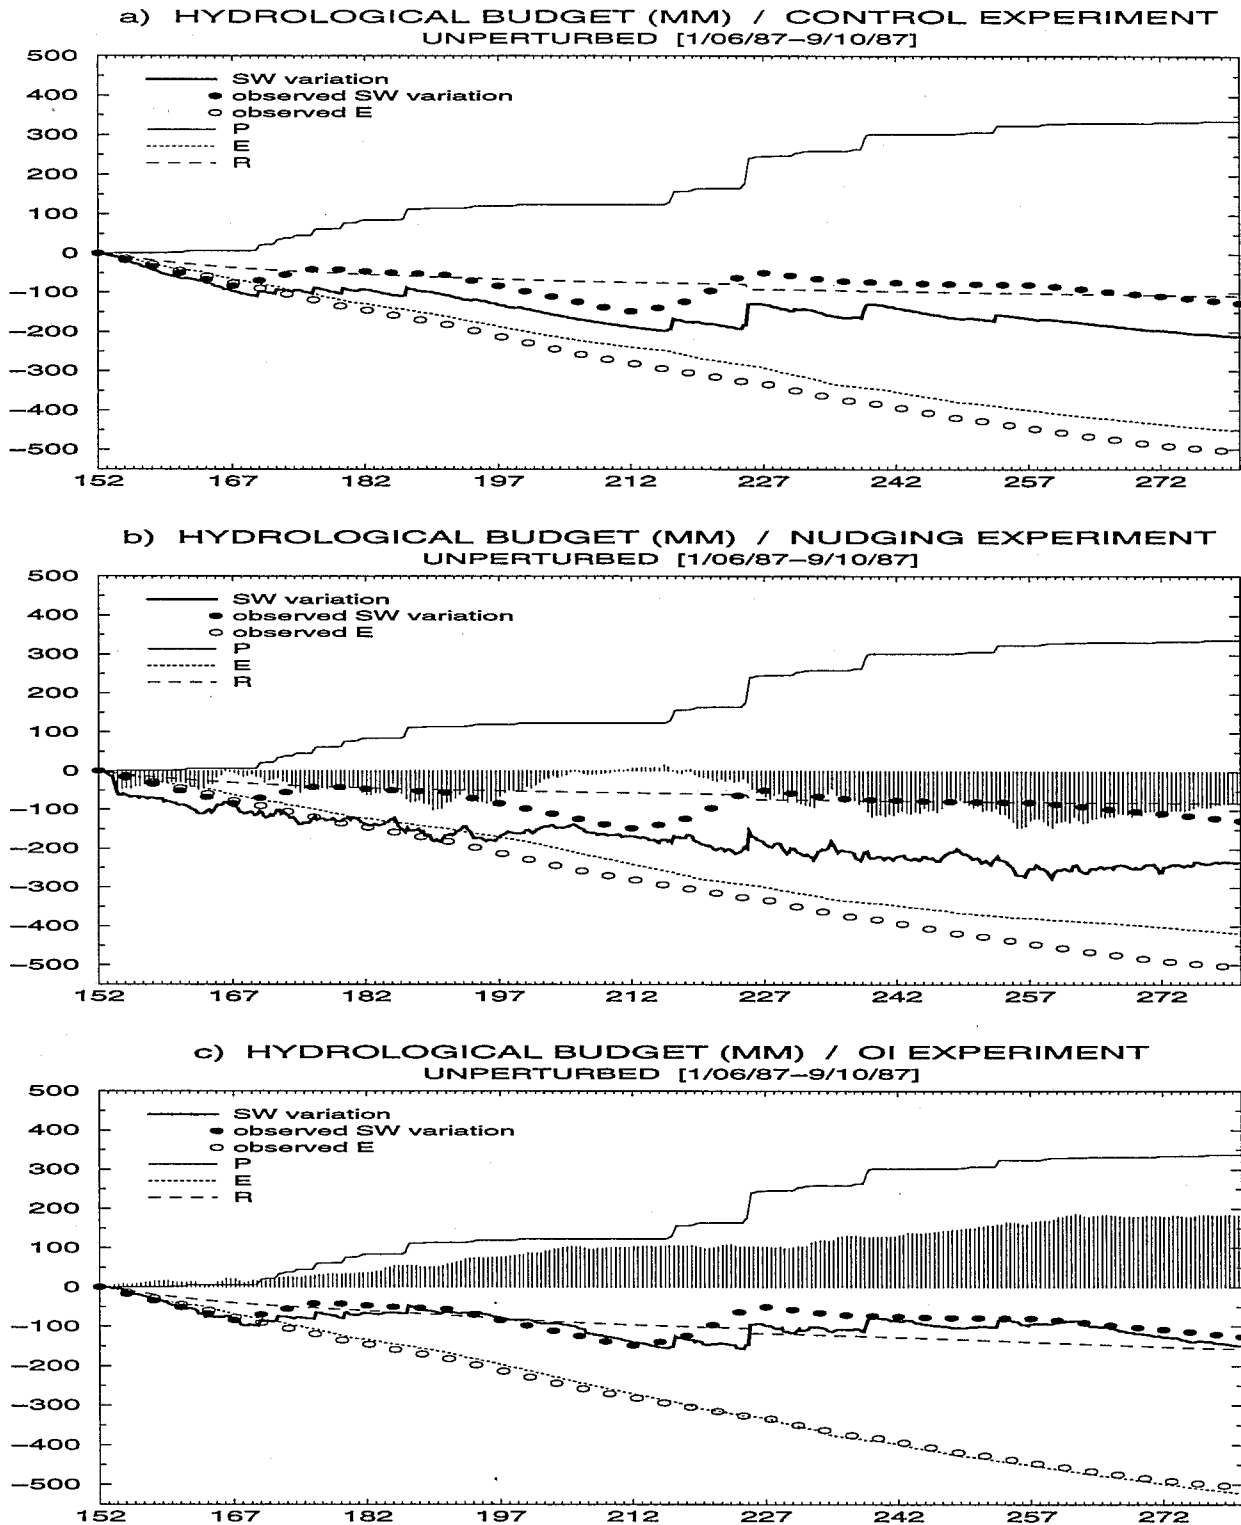 a) HYDROLOGICAL BUDGET (MM) / CONTROL EXPERIMENT
UNPERTURBED [1/06/87−9/10/87]
500
400
300
200
100
0
−100
−200
−300
−400
−500
SW variation
observed SW variation
observed E
P
E
R
152 167 182 197 212 227 242 257 272
b) HYDROLOGICAL BUDGET (MM) / NUDGING EXPERIMENT
UNPERTURBED [1/06/87−9/10/87]
500
400
300
200
100
0
−100
−200
−300
−400
−500
SW variation
observed SW variation
observed E
P
E
R
152 167 182 197 212 227 242 257 272
c) HYDROLOGICAL BUDGET (MM) / OI EXPERIMENT
UNPERTURBED [1/06/87−9/10/87]
500
400
300
200
100
0
−100
−200
−300
−400
−500
SW variation
observed SW variation
observed E
P
E
R
152 167 182 197 212 227 242 257 272